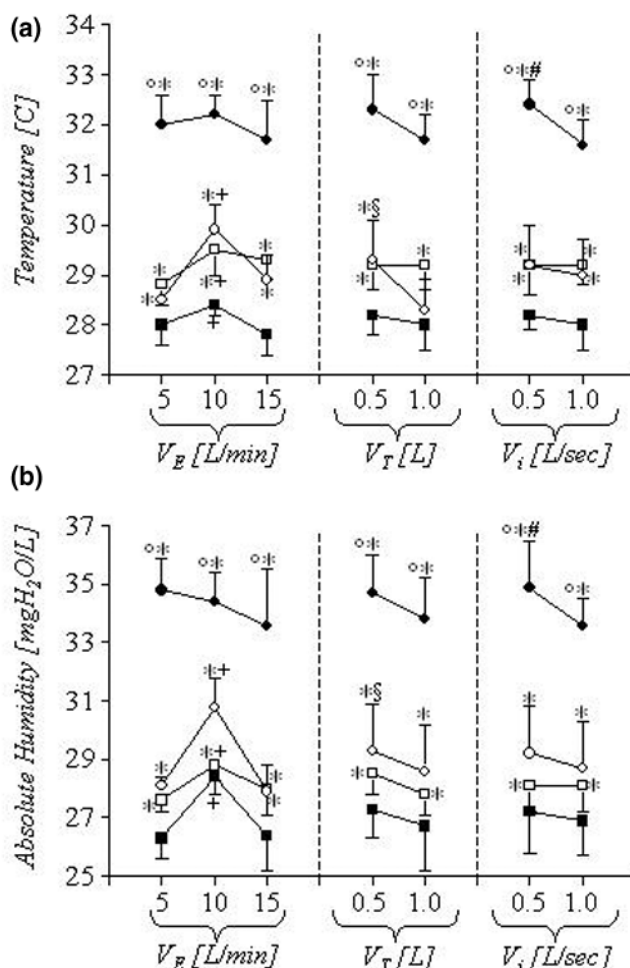 (a)
Temperature [C]
34
33
32
31
30
29
28
27
°* °* °* °* °* °*# °*
*+ *§
* * * * *
* *+ * * *
+ +
5 10 15 0.5 1.0 0.5 1.0
V_E [L/min] V_T [L] V_i [L/sec]
(b)
Absolute Humidity [mgH₂O/L]
37
35
33
31
29
27
25
°* °* °* °* °* °*# °*
*+ *§ * * *
* *+ * * * * *
* + *
5 10 15 0.5 1.0 0.5 1.0
V_E [L/min] V_T [L] V_i [L/sec]